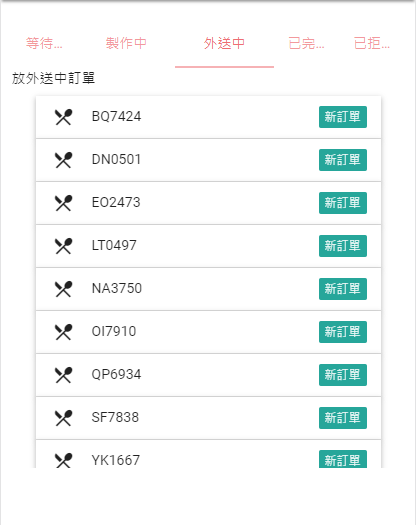 等待... 製作中 外送中 已完... 已拒...
放外送中訂單
BQ7424 新訂單
DN0501 新訂單
EO2473 新訂單
LT0497 新訂單
NA3750 新訂單
OI7910 新訂單
QP6934 新訂單
SF7838 新訂單
YK1667 新訂單